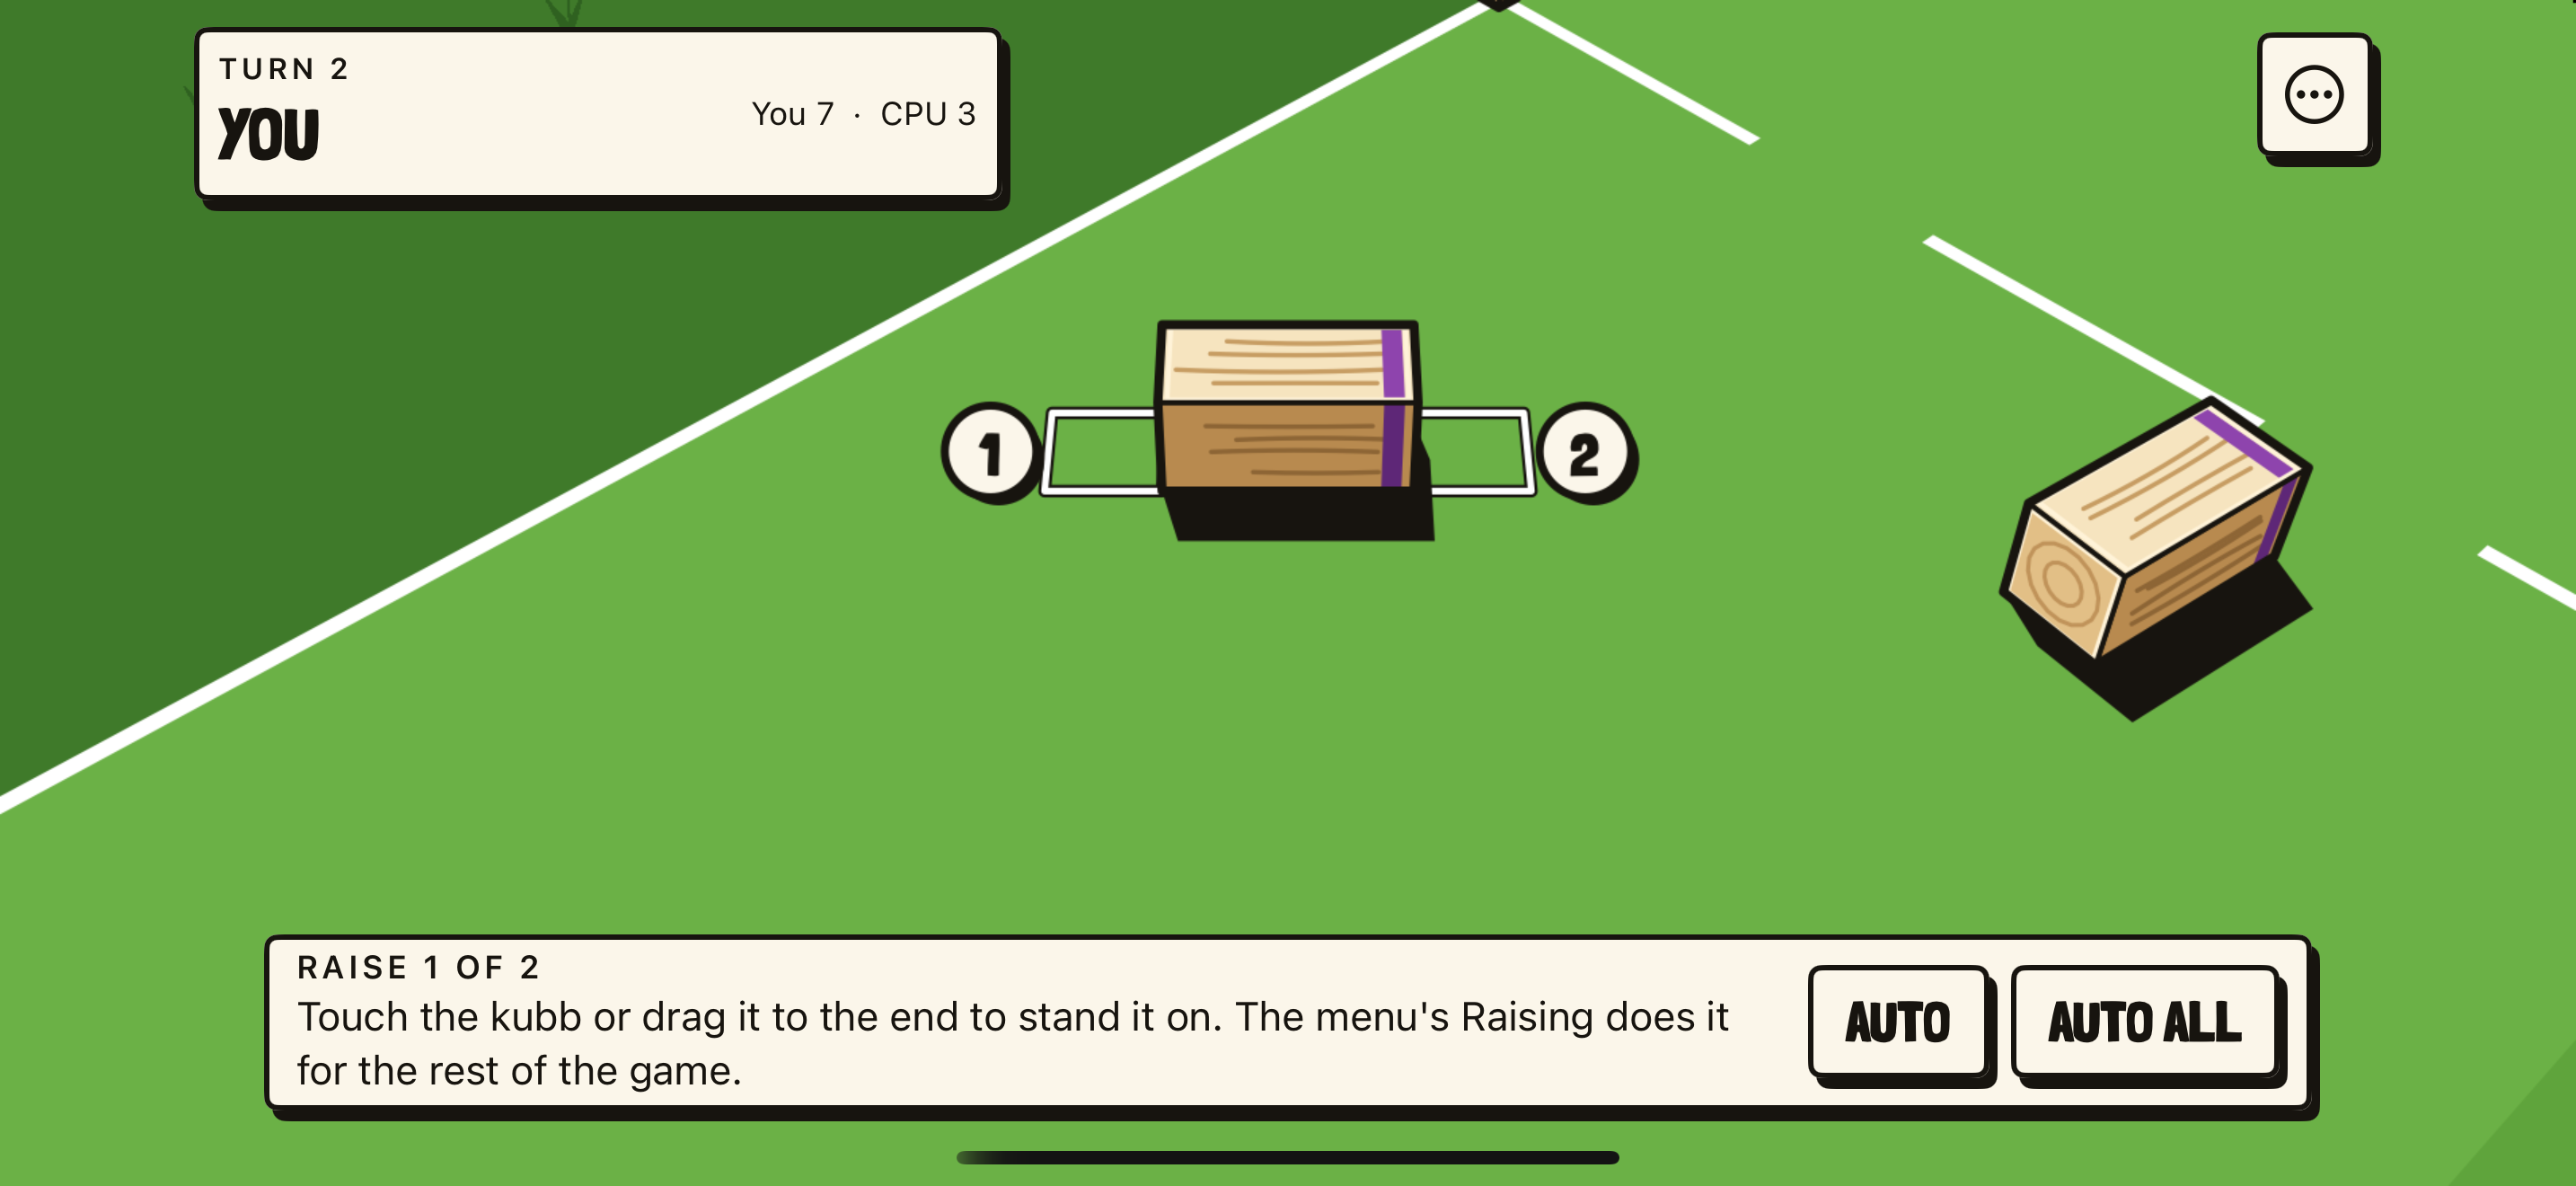 TURN 2
YOU
You 7 · CPU 3
1
2
RAISE 1 OF 2
Touch the kubb or drag it to the end to stand it on. The menu's Raising does it
for the rest of the game.
AUTO
AUTO ALL